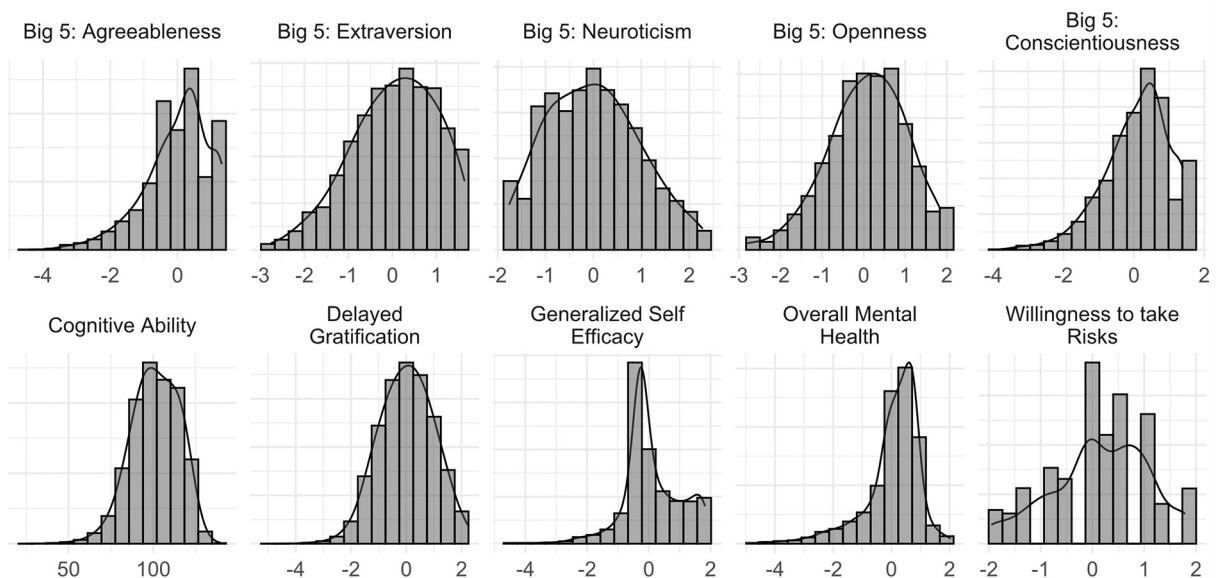 Big 5: Agreeableness
Big 5: Extraversion
Big 5: Neuroticism
Big 5: Openness
Big 5:
Conscientiousness
-4 -2 0
-3 -2 -1 0 1
-2 -1 0 1 2
-3 -2 -1 0 1 2
-4 -2 0 2
Cognitive Ability
Delayed
Gratification
Generalized Self
Efficacy
Overall Mental
Health
Willingness to take
Risks
50 100
-4 -2 0 2
-4 -2 0 2
-4 -2 0 2
-2 -1 0 1 2